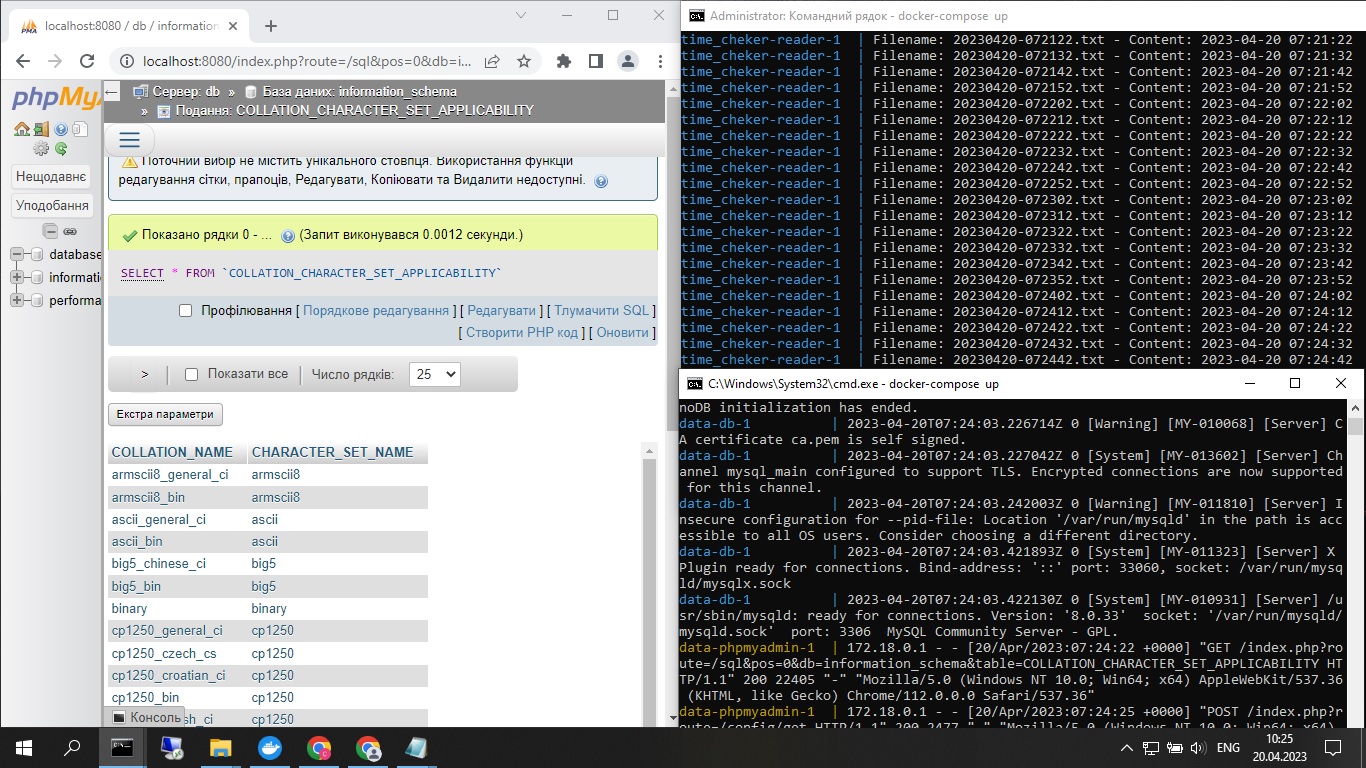 localhost:8080 / db / information
localhost:8080/index.php?route=/sql&pos=0&db=i...
phpMyA
Нещодавнє
Уподобання
database
informati
performa
Сервер: db » База даних: information_schema
» Подання: COLLATION_CHARACTER_SET_APPLICABILITY
Поточний вибір не містить унікального стовпця. Використання функцій
редагування сітки, прапоців, Редагувати, Копіювати та Видалити недоступні.
Показано рядки 0 - ... (Запит виконувався 0.0012 секунди.)
SELECT * FROM `COLLATION_CHARACTER_SET_APPLICABILITY`
Профілювання [ Порядкове редагування ] [ Редагувати ] [ Тлумачити SQL ]
[ Створити PHP код ] [ Оновити ]
> Показати все Число рядків: 25
Екстра параметри
COLLATION_NAME CHARACTER_SET_NAME
armscii8_general_ci armscii8
armscii8_bin armscii8
ascii_general_ci ascii
ascii_bin ascii
big5_chinese_ci big5
big5_bin big5
binary binary
cp1250_general_ci cp1250
cp1250_czech_cs cp1250
cp1250_croatian_ci cp1250
cp1250_bin cp1250
sh_ci cp1250
Консоль
Administrator: Командний рядок - docker-compose up
time_cheker-reader-1 | Filename: 20230420-072122.txt - Content: 2023-04-20 07:21:22
time_cheker-reader-1 | Filename: 20230420-072132.txt - Content: 2023-04-20 07:21:32
time_cheker-reader-1 | Filename: 20230420-072142.txt - Content: 2023-04-20 07:21:42
time_cheker-reader-1 | Filename: 20230420-072152.txt - Content: 2023-04-20 07:21:52
time_cheker-reader-1 | Filename: 20230420-072202.txt - Content: 2023-04-20 07:22:02
time_cheker-reader-1 | Filename: 20230420-072212.txt - Content: 2023-04-20 07:22:12
time_cheker-reader-1 | Filename: 20230420-072222.txt - Content: 2023-04-20 07:22:22
time_cheker-reader-1 | Filename: 20230420-072232.txt - Content: 2023-04-20 07:22:32
time_cheker-reader-1 | Filename: 20230420-072242.txt - Content: 2023-04-20 07:22:42
time_cheker-reader-1 | Filename: 20230420-072252.txt - Content: 2023-04-20 07:22:52
time_cheker-reader-1 | Filename: 20230420-072302.txt - Content: 2023-04-20 07:23:02
time_cheker-reader-1 | Filename: 20230420-072312.txt - Content: 2023-04-20 07:23:12
time_cheker-reader-1 | Filename: 20230420-072322.txt - Content: 2023-04-20 07:23:22
time_cheker-reader-1 | Filename: 20230420-072332.txt - Content: 2023-04-20 07:23:32
time_cheker-reader-1 | Filename: 20230420-072342.txt - Content: 2023-04-20 07:23:42
time_cheker-reader-1 | Filename: 20230420-072352.txt - Content: 2023-04-20 07:23:52
time_cheker-reader-1 | Filename: 20230420-072402.txt - Content: 2023-04-20 07:24:02
time_cheker-reader-1 | Filename: 20230420-072412.txt - Content: 2023-04-20 07:24:12
time_cheker-reader-1 | Filename: 20230420-072422.txt - Content: 2023-04-20 07:24:22
time_cheker-reader-1 | Filename: 20230420-072432.txt - Content: 2023-04-20 07:24:32
time_cheker-reader-1 | Filename: 20230420-072442.txt - Content: 2023-04-20 07:24:42
C:\Windows\System32\cmd.exe - docker-compose up
noDB initialization has ended.
data-db-1 | 2023-04-20T07:24:03.226714Z 0 [Warning] [MY-010068] [Server] C
A certificate ca.pem is self signed.
data-db-1 | 2023-04-20T07:24:03.227042Z 0 [System] [MY-013602] [Server] Ch
annel mysql_main configured to support TLS. Encrypted connections are now supported
for this channel.
data-db-1 | 2023-04-20T07:24:03.242003Z 0 [Warning] [MY-011810] [Server] I
nsecure configuration for --pid-file: Location '/var/run/mysqld' in the path is acc
essible to all OS users. Consider choosing a different directory.
data-db-1 | 2023-04-20T07:24:03.421893Z 0 [System] [MY-011323] [Server] X
Plugin ready for connections. Bind-address: '::' port: 33060, socket: /var/run/mysq
ld/mysqlx.sock
data-db-1 | 2023-04-20T07:24:03.422130Z 0 [System] [MY-010931] [Server] /u
sr/sbin/mysqld: ready for connections. Version: '8.0.33' socket: '/var/run/mysqld/
mysqld.sock' port: 3306 MySQL Community Server - GPL.
data-phpmyadmin-1 | 172.18.0.1 - - [20/Apr/2023:07:24:22 +0000] "GET /index.php?ro
ute=/sql&pos=0&db=information_schema&table=COLLATION_CHARACTER_SET_APPLICABILITY HT
TP/1.1" 200 22405 "-" "Mozilla/5.0 (Windows NT 10.0; Win64; x64) AppleWebKit/537.36
(KHTML, like Gecko) Chrome/112.0.0.0 Safari/537.36"
data-phpmyadmin-1 | 172.18.0.1 - - [20/Apr/2023:07:24:25 +0000] "POST /index.php?r
oute=/config/get HTTP/1.1" 200 2477 "-" "Mozilla/5.0 (Windows NT 10.0; Win64; x64)
ENG
10:25
20.04.2023